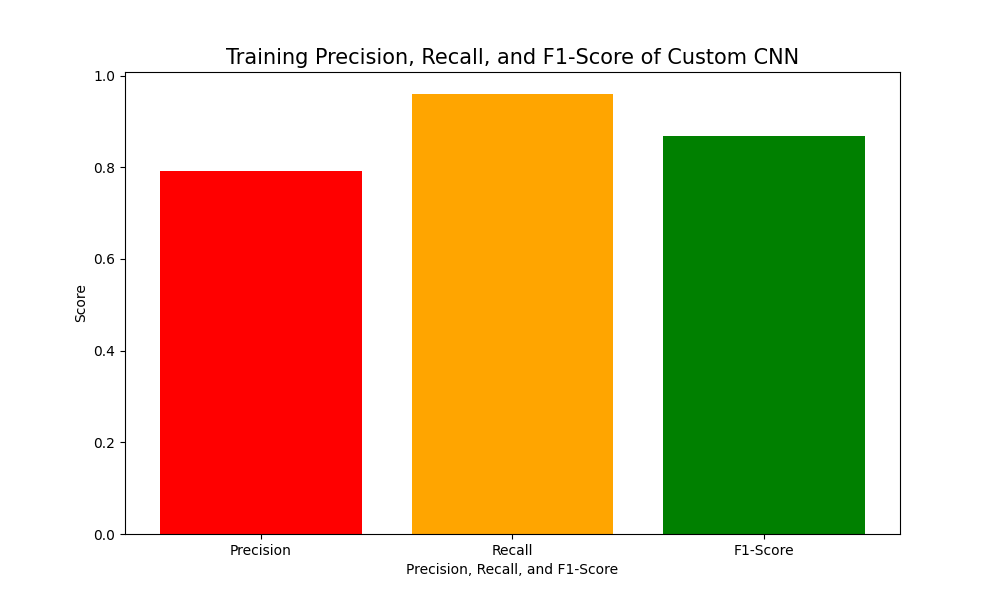 Training Precision, Recall, and F1-Score of Custom CNN
1.0
0.8
0.6
0.4
0.2
0.0
Score
Precision
Recall
F1-Score
Precision, Recall, and F1-Score